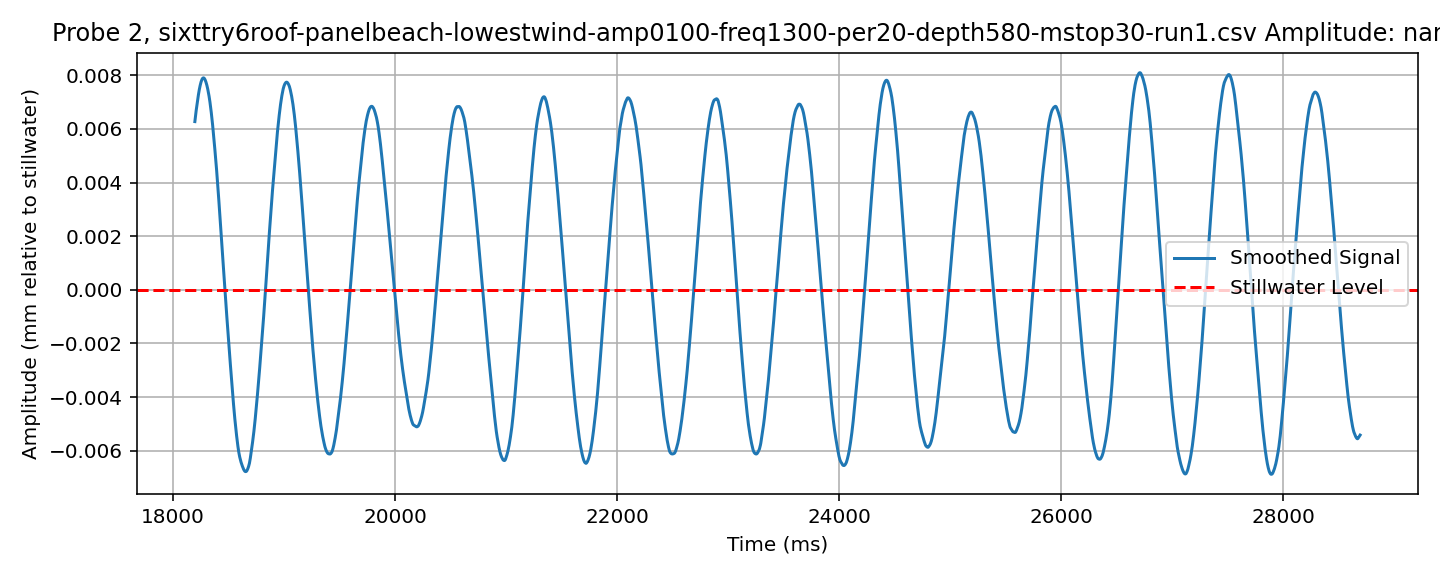 Probe 2, sixttry6roof-panelbeach-lowestwind-amp0100-freq1300-per20-depth580-mstop30-run1.csv Amplitude:
Amplitude (mm relative to stillwater)
0.008
0.006
0.004
0.002
0.000
−0.002
−0.004
−0.006
Smoothed Signal
Stillwater Level
18000 20000 22000 24000 26000 28000
Time (ms)